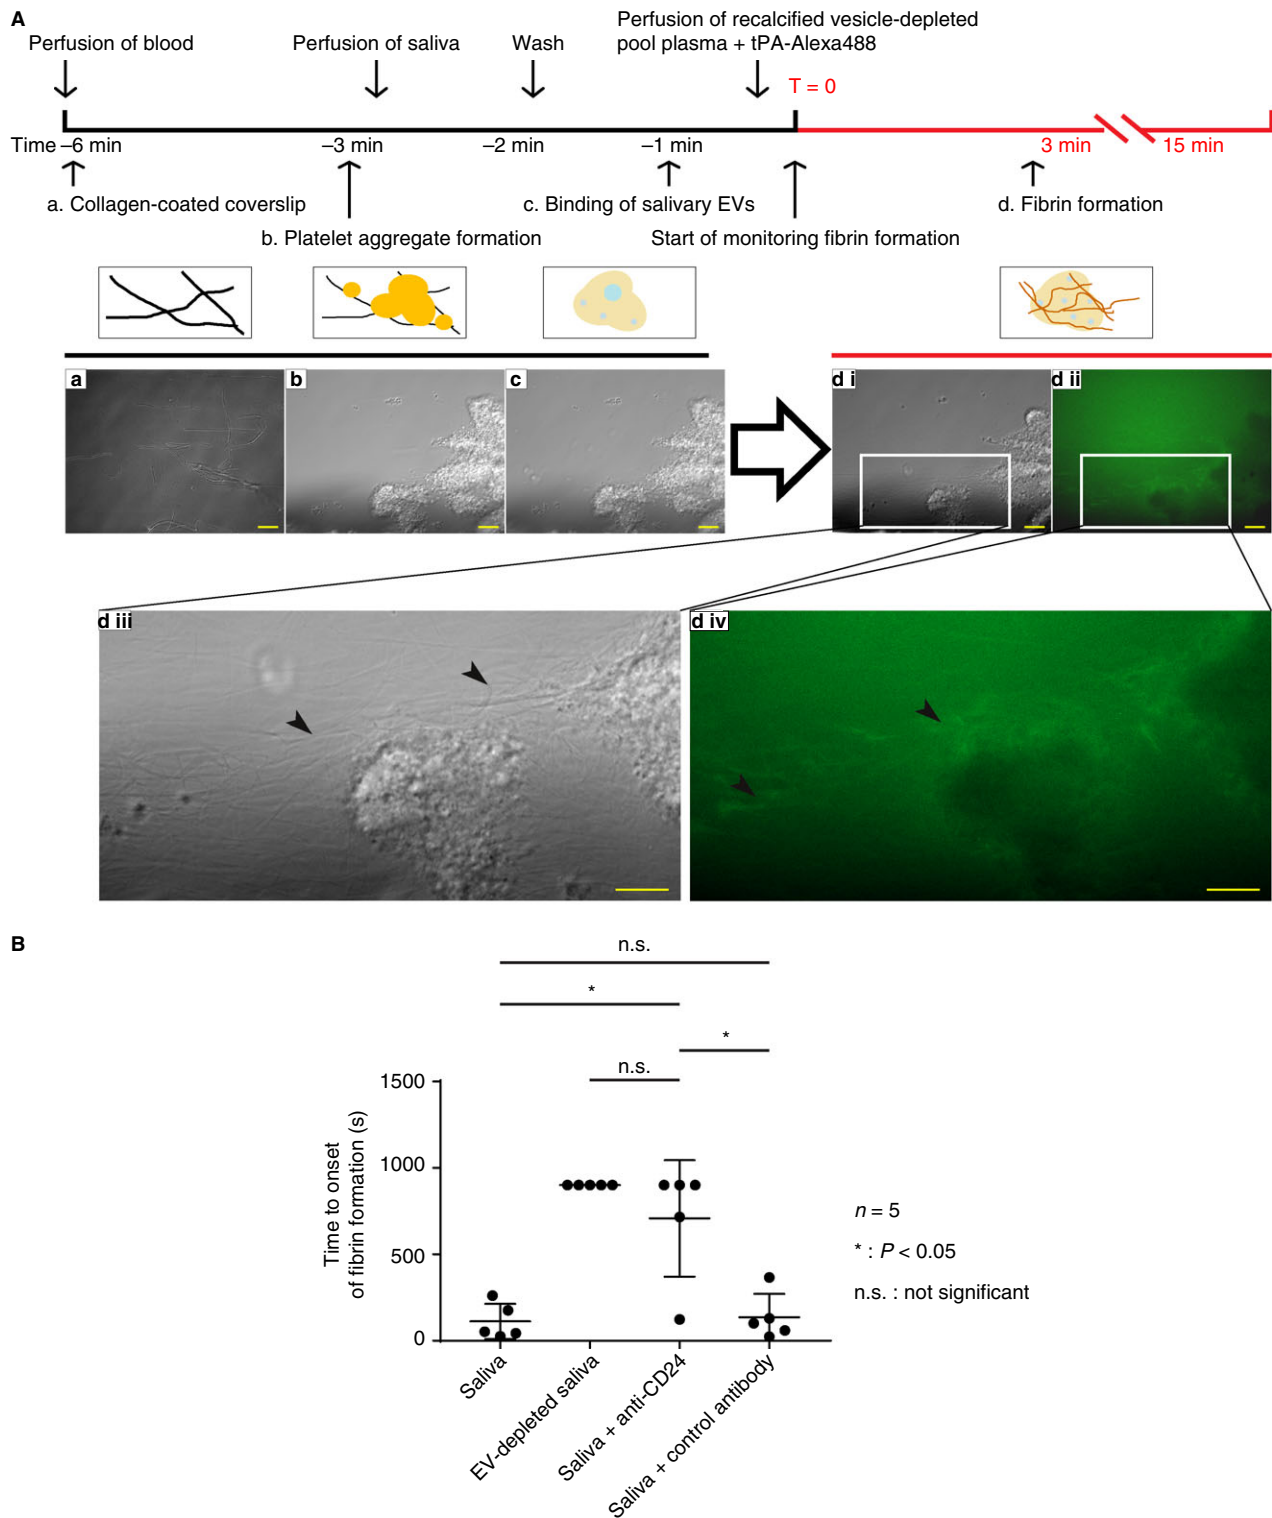 A
Perfusion of blood
Perfusion of saliva
Wash
Perfusion of recalcified vesicle-depleted
pool plasma + tPA-Alexa488
T = 0
Time –6 min
–3 min
–2 min
–1 min
3 min
15 min
a. Collagen-coated coverslip
c. Binding of salivary EVs
d. Fibrin formation
b. Platelet aggregate formation
Start of monitoring fibrin formation
a
b
c
d i
d ii
d iii
d iv
B
n.s.
*
*
n.s.
1500
1000
500
0
Time to onset
of fibrin formation (s)
n = 5
* : P < 0.05
n.s. : not significant
Saliva
EV-depleted saliva
Saliva + anti-CD24
Saliva + control antibody